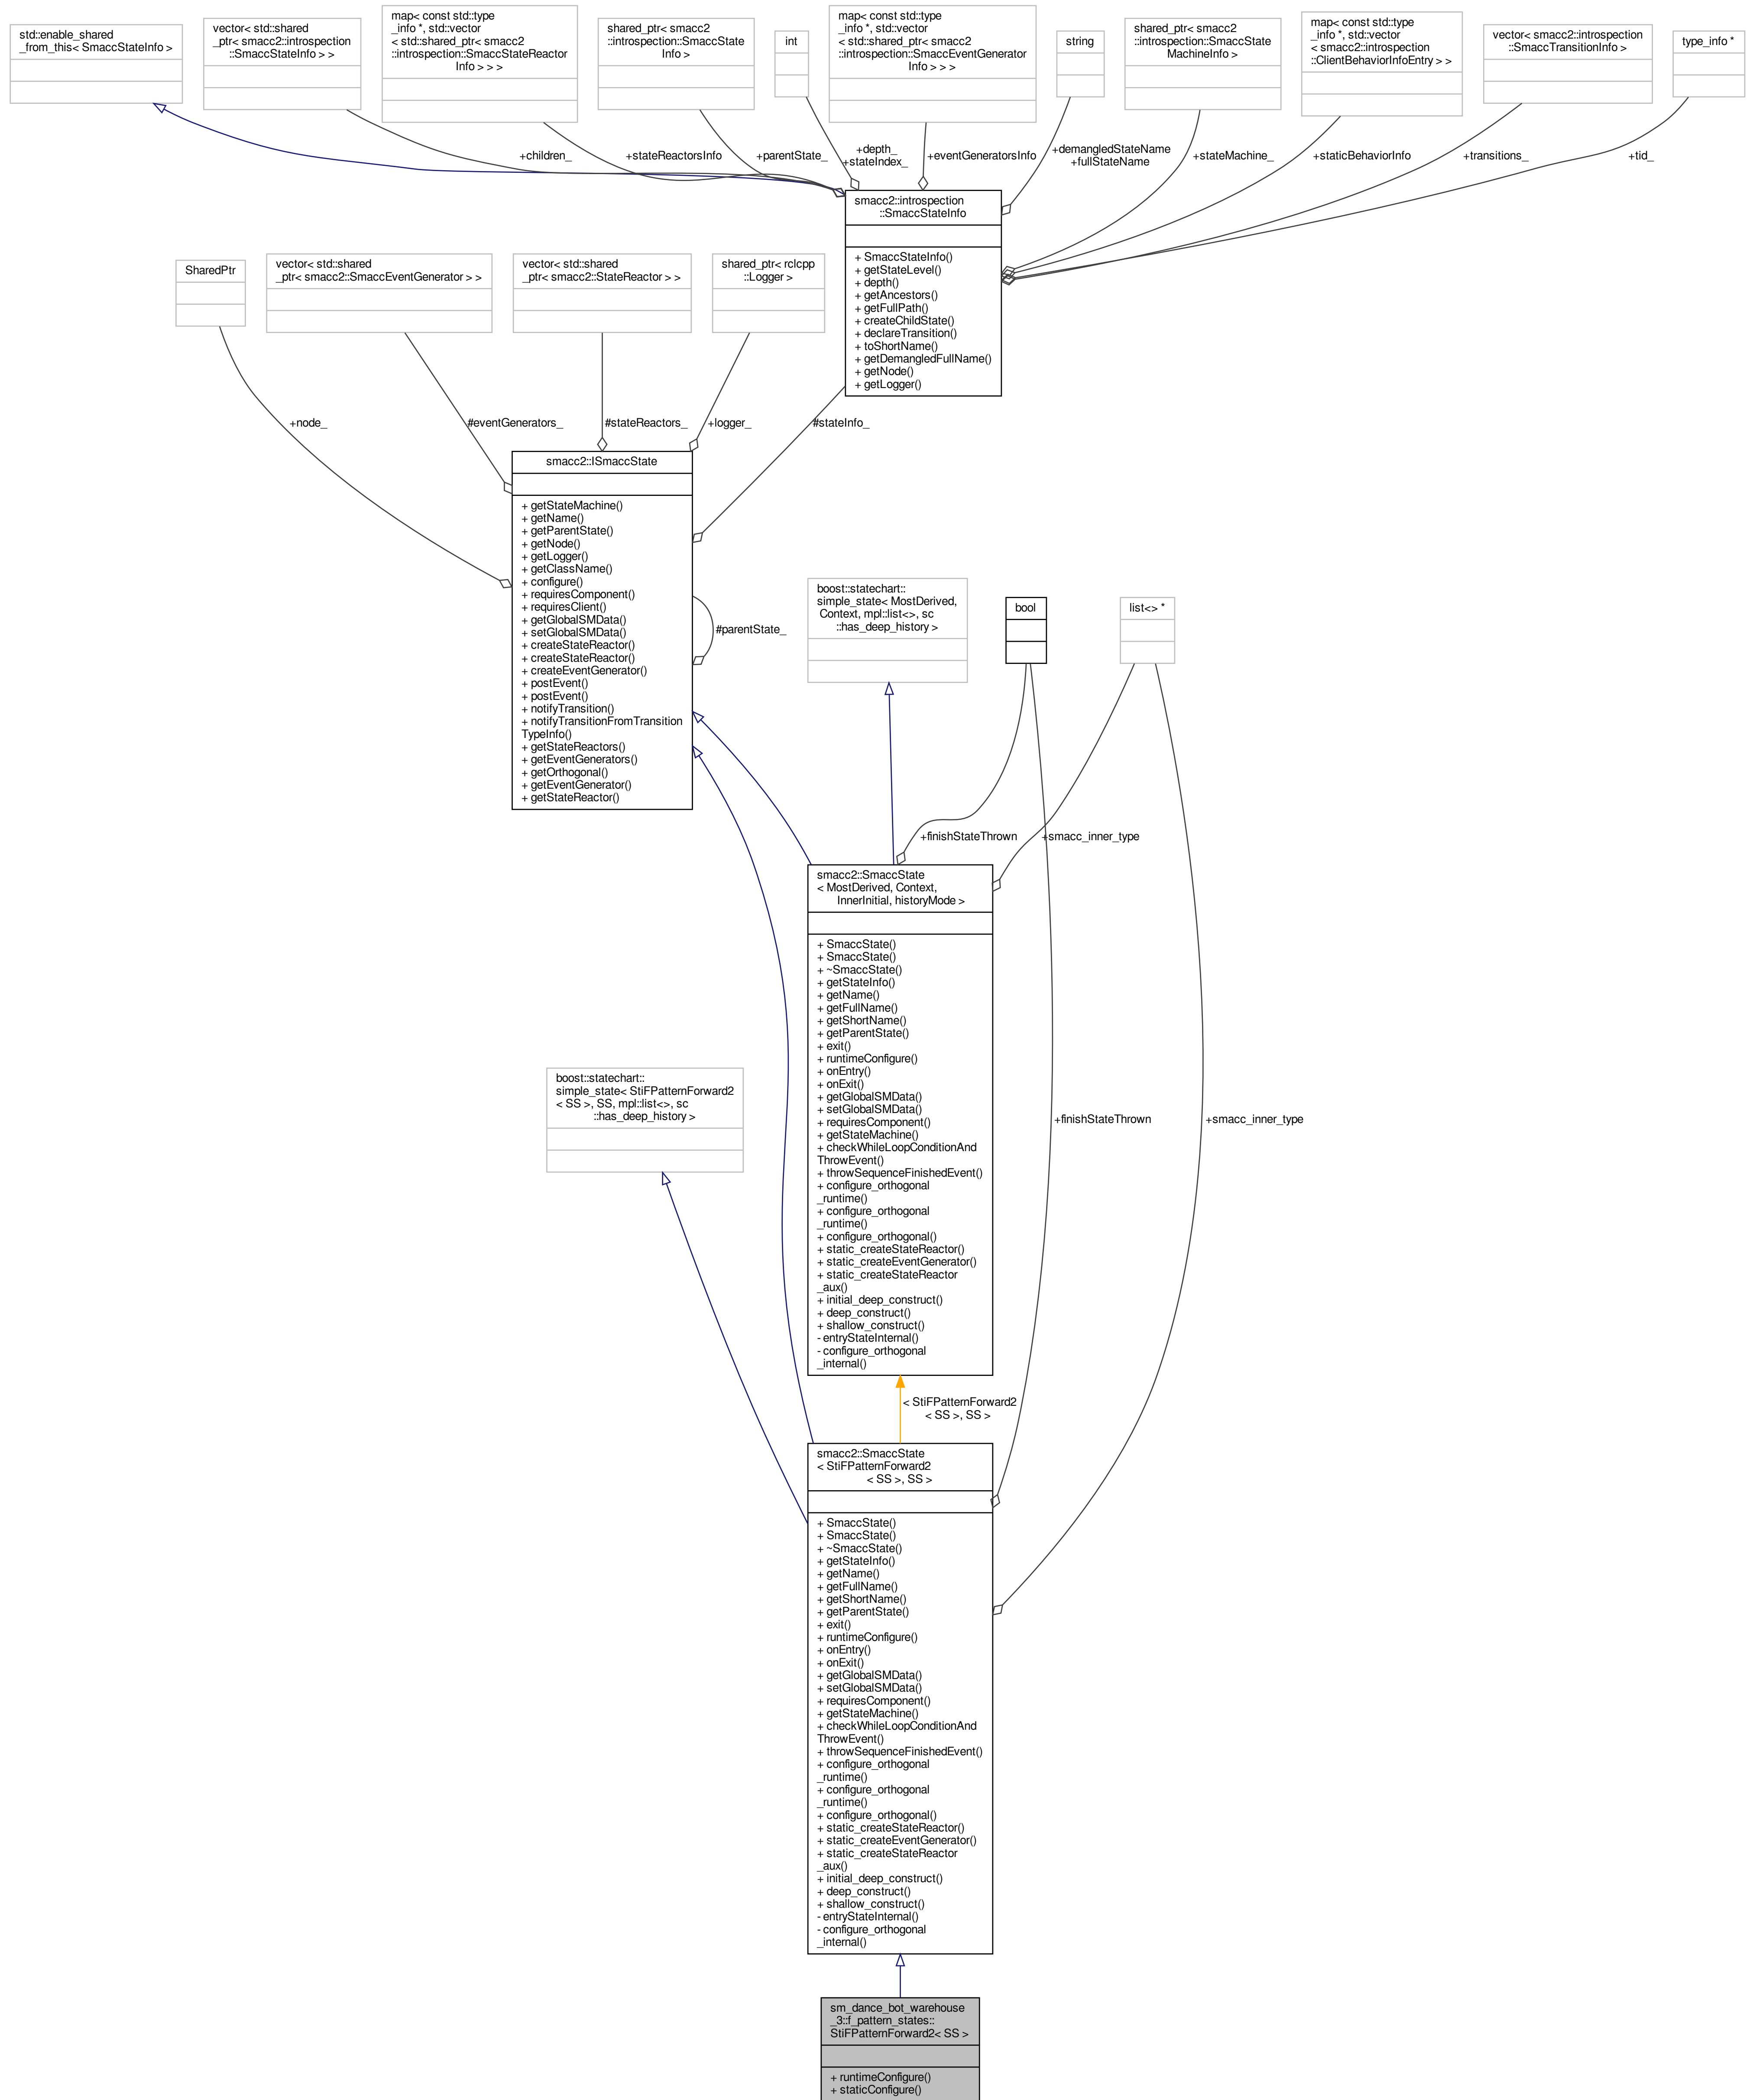 std::enable_shared
_from_this< SmaccStateInfo >
vector< std::shared
_ptr< smacc2::introspection
::SmaccStateInfo > >
map< const std::type
_info *, std::vector
< std::shared_ptr< smacc2
::introspection::SmaccStateReactor
Info > > >
shared_ptr< smacc2
::introspection::SmaccState
Info >
int
map< const std::type
_info *, std::vector
< std::shared_ptr< smacc2
::introspection::SmaccEventGenerator
Info > > >
string
shared_ptr< smacc2
::introspection::SmaccState
MachineInfo >
map< const std::type
_info *, std::vector
< smacc2::introspection
::ClientBehaviorInfoEntry > >
vector< smacc2::introspection
::SmaccTransitionInfo >
type_info *
+children_
+stateReactorsInfo
+parentState_
+depth_
+stateIndex_
+eventGeneratorsInfo
+demangledStateName
+fullStateName
+stateMachine_
+staticBehaviorInfo
+transitions_
+tid_
smacc2::introspection
::SmaccStateInfo
+ SmaccStateInfo()
+ getStateLevel()
+ depth()
+ getAncestors()
+ getFullPath()
+ createChildState()
+ declareTransition()
+ toShortName()
+ getDemangledFullName()
+ getNode()
+ getLogger()
SharedPtr
vector< std::shared
_ptr< smacc2::SmaccEventGenerator > >
vector< std::shared
_ptr< smacc2::StateReactor > >
shared_ptr< rclcpp
::Logger >
+node_
#eventGenerators_
#stateReactors_
+logger_
#stateInfo_
smacc2::ISmaccState
+ getStateMachine()
+ getName()
+ getParentState()
+ getNode()
+ getLogger()
+ getClassName()
+ configure()
+ requiresComponent()
+ requiresClient()
+ getGlobalSMData()
+ setGlobalSMData()
+ createStateReactor()
+ createStateReactor()
+ createEventGenerator()
+ postEvent()
+ postEvent()
+ notifyTransition()
+ notifyTransitionFromTransition
TypeInfo()
+ getStateReactors()
+ getEventGenerators()
+ getOrthogonal()
+ getEventGenerator()
+ getStateReactor()
#parentState_
boost::statechart::
simple_state< MostDerived,
Context, mpl::list<>, sc
::has_deep_history >
bool
list<> *
+finishStateThrown
+smacc_inner_type
smacc2::SmaccState
< MostDerived, Context,
InnerInitial, historyMode >
+ SmaccState()
+ SmaccState()
+ ~SmaccState()
+ getStateInfo()
+ getName()
+ getFullName()
+ getShortName()
+ getParentState()
+ exit()
+ runtimeConfigure()
+ onEntry()
+ onExit()
+ getGlobalSMData()
+ setGlobalSMData()
+ requiresComponent()
+ getStateMachine()
+ checkWhileLoopConditionAnd
ThrowEvent()
+ throwSequenceFinishedEvent()
+ configure_orthogonal
_runtime()
+ configure_orthogonal
_runtime()
+ configure_orthogonal()
+ static_createStateReactor()
+ static_createEventGenerator()
+ static_createStateReactor
_aux()
+ initial_deep_construct()
+ deep_construct()
+ shallow_construct()
- entryStateInternal()
- configure_orthogonal
_internal()
boost::statechart::
simple_state< StiFPatternForward2
< SS >, SS, mpl::list<>, sc
::has_deep_history >
+finishStateThrown
+smacc_inner_type
< StiFPatternForward2
< SS >, SS >
smacc2::SmaccState
< StiFPatternForward2
< SS >, SS >
+ SmaccState()
+ SmaccState()
+ ~SmaccState()
+ getStateInfo()
+ getName()
+ getFullName()
+ getShortName()
+ getParentState()
+ exit()
+ runtimeConfigure()
+ onEntry()
+ onExit()
+ getGlobalSMData()
+ setGlobalSMData()
+ requiresComponent()
+ getStateMachine()
+ checkWhileLoopConditionAnd
ThrowEvent()
+ throwSequenceFinishedEvent()
+ configure_orthogonal
_runtime()
+ configure_orthogonal
_runtime()
+ configure_orthogonal()
+ static_createStateReactor()
+ static_createEventGenerator()
+ static_createStateReactor
_aux()
+ initial_deep_construct()
+ deep_construct()
+ shallow_construct()
- entryStateInternal()
- configure_orthogonal
_internal()
sm_dance_bot_warehouse
_3::f_pattern_states::
StiFPatternForward2< SS >
+ runtimeConfigure()
+ staticConfigure()